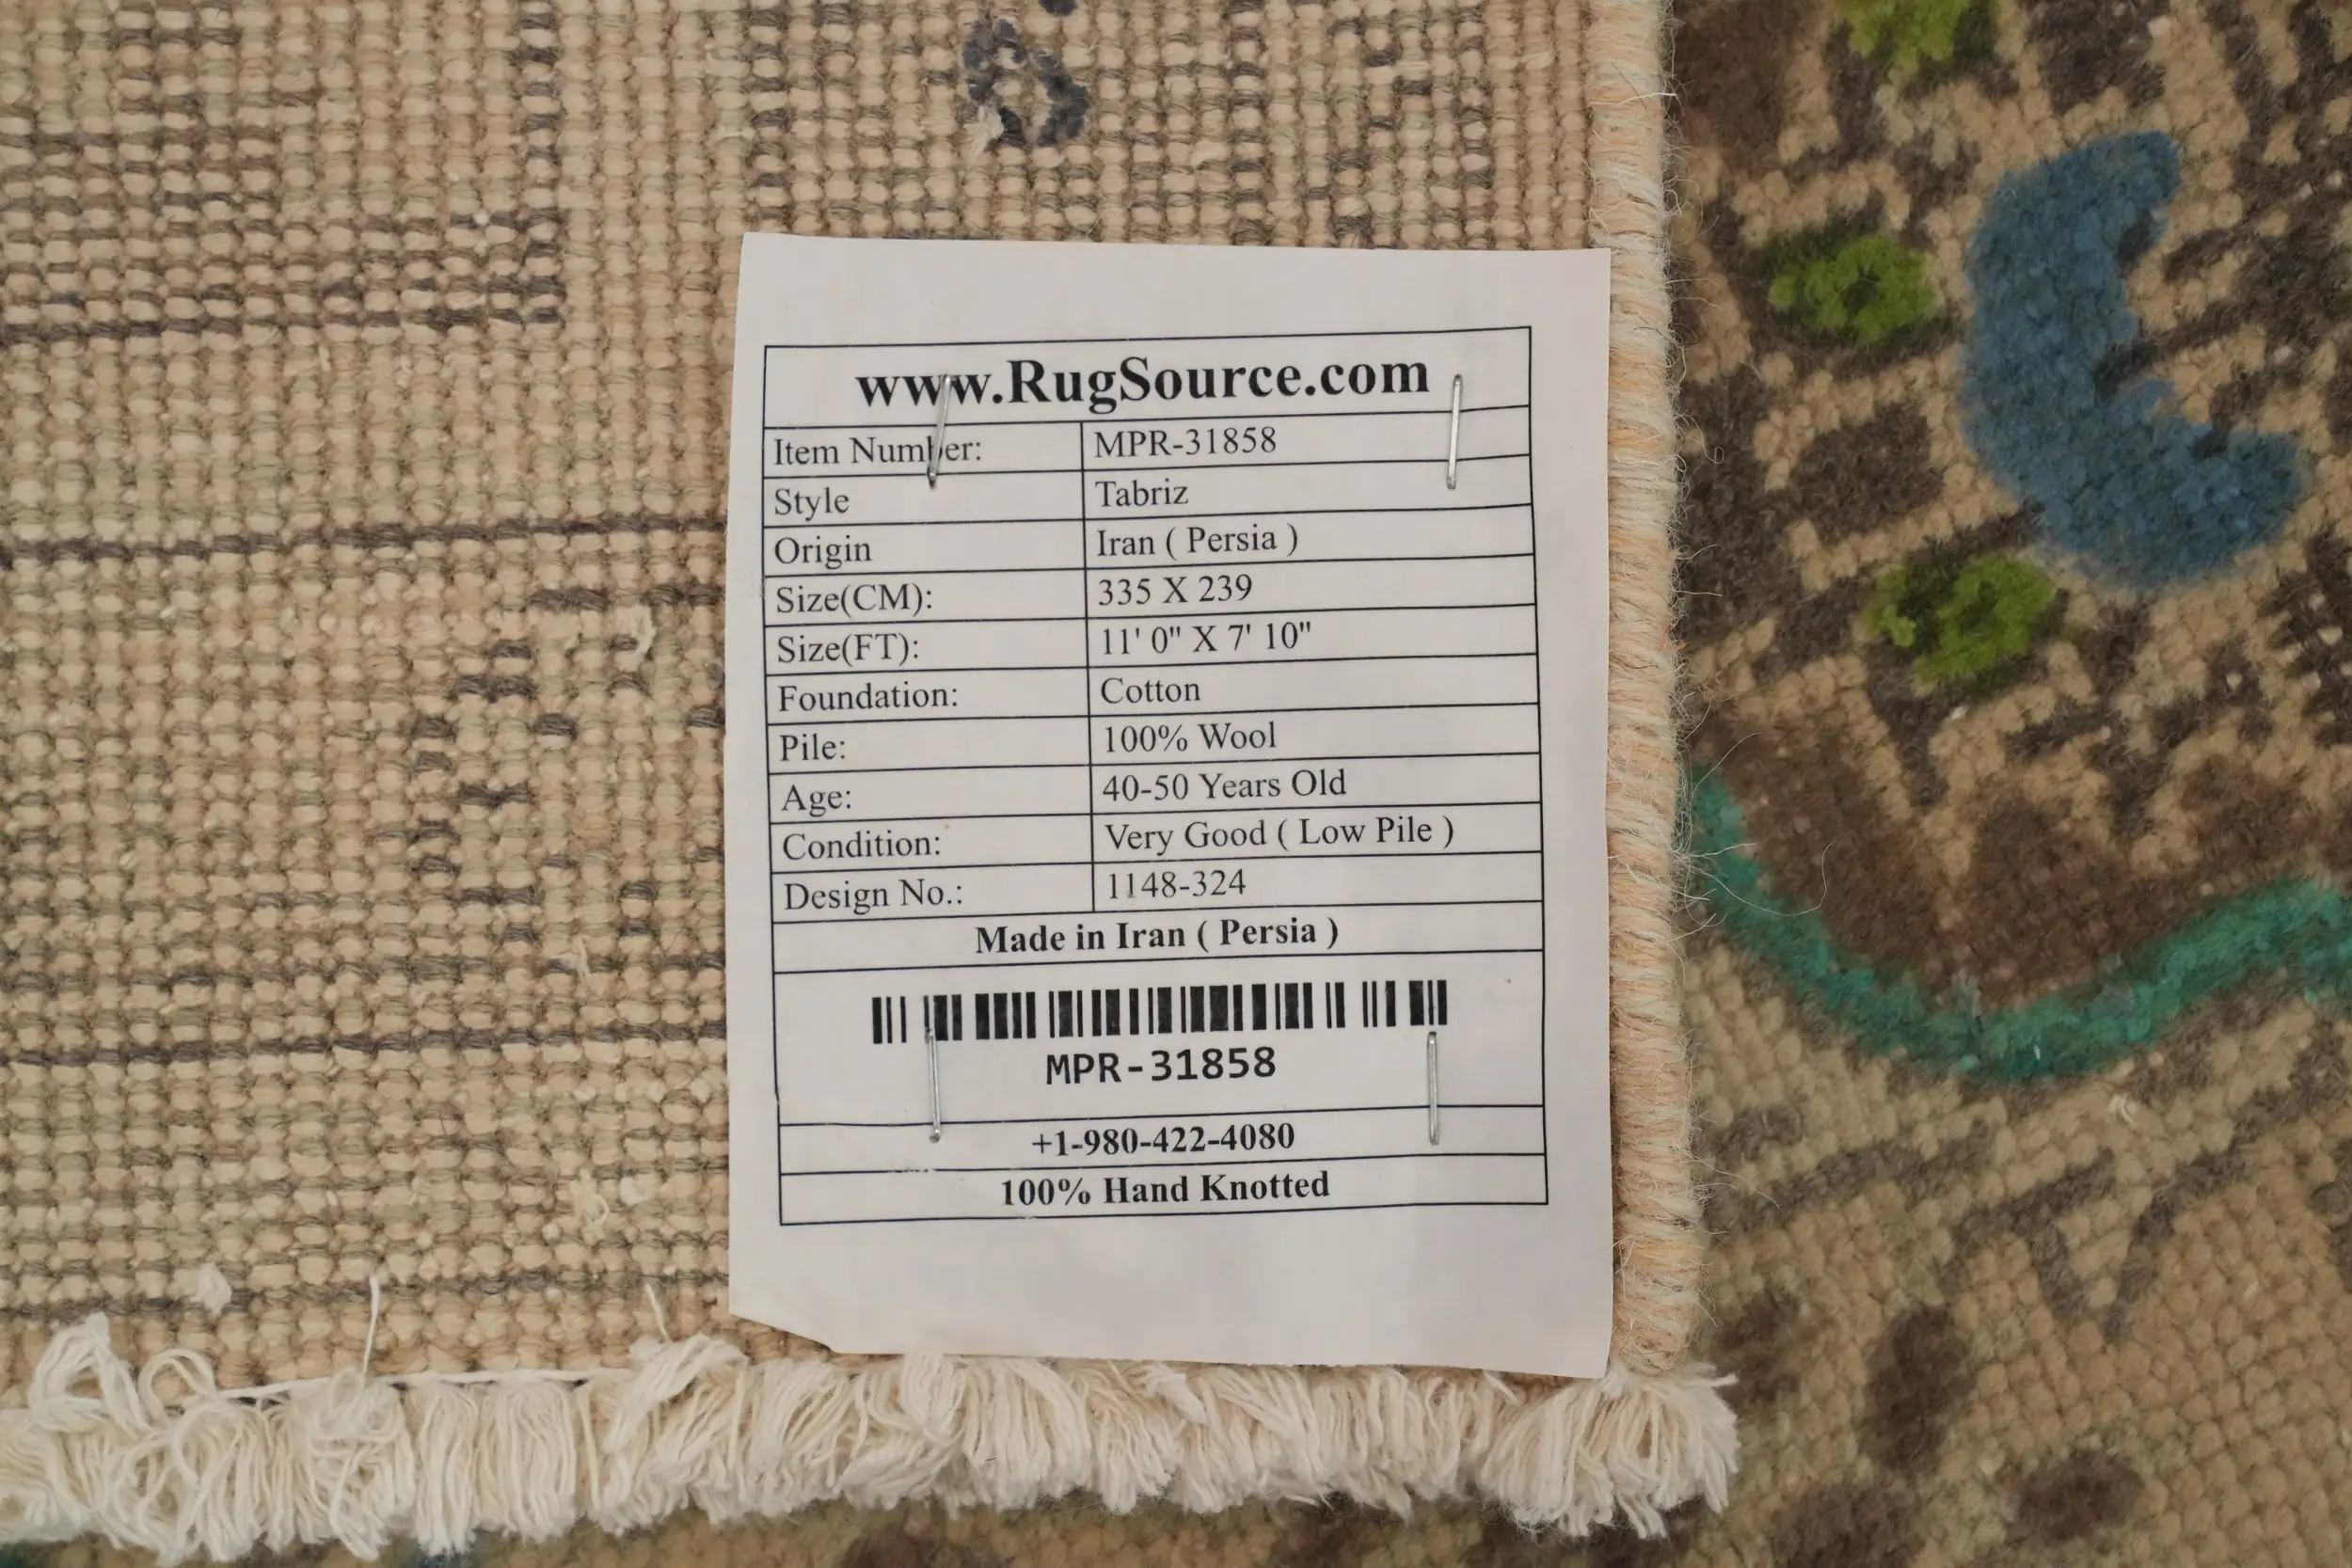 www.RugSource.com
Item Number: MPR-31858
Style Tabriz
Origin Iran ( Persia )
Size(CM): 335 X 239
Size(FT): 11' 0" X 7' 10"
Foundation: Cotton
Pile: 100% Wool
Age: 40-50 Years Old
Condition: Very Good ( Low Pile )
Design No.: 1148-324
Made in Iran ( Persia )
MPR-31858
+1-980-422-4080
100% Hand Knotted